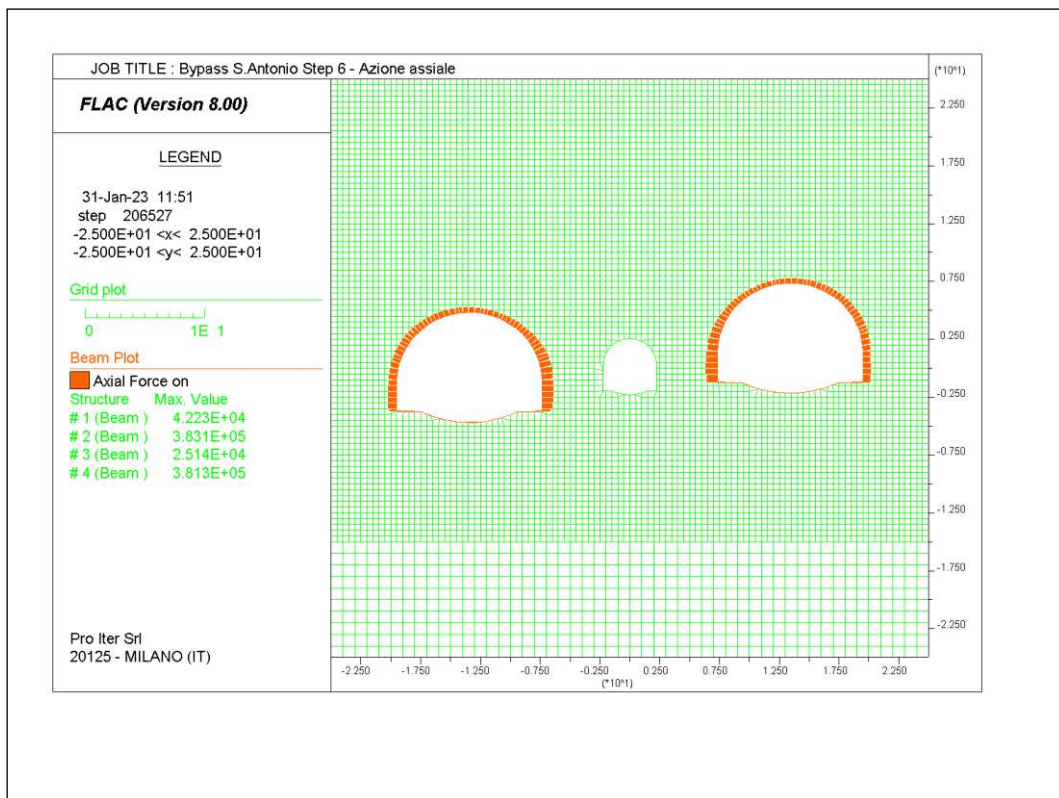 JOB TITLE : Bypass S.Antonio Step 6 - Azione assiale
FLAC (Version 8.00)
LEGEND
31-Jan-23 11:51
step 206527
-2.500E+01 <x< 2.500E+01
-2.500E+01 <y< 2.500E+01
Grid plot
0 1E 1
Beam Plot
Axial Force on
Structure Max. Value
# 1 (Beam ) 4.223E+04
# 2 (Beam ) 3.831E+05
# 3 (Beam ) 2.514E+04
# 4 (Beam ) 3.813E+05
Pro Iter Srl
20125 - MILANO (IT)
(*10^1)
2.250
1.750
1.250
0.750
0.250
-0.250
-0.750
-1.250
-1.750
-2.250
-2.250 -1.750 -1.250 -0.750 -0.250 0.250 0.750 1.250 1.750 2.250
(*10^1)